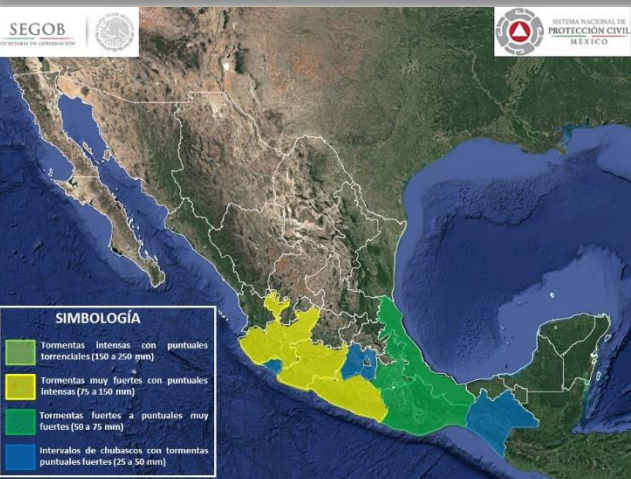 SEGOB
SECRETARÍA DE GOBERNACIÓN
SISTEMA NACIONAL DE
PROTECCIÓN CIVIL
MÉXICO
SIMBOLOGÍA
Tormentas intensas con puntuales
torrenciales (150 a 250 mm)
Tormentas muy fuertes con puntuales
intensas (75 a 150 mm)
Tormentas fuertes a puntuales muy
fuertes (50 a 75 mm)
Intervalos de chubascos con tormentas
puntuales fuertes (25 a 50 mm)